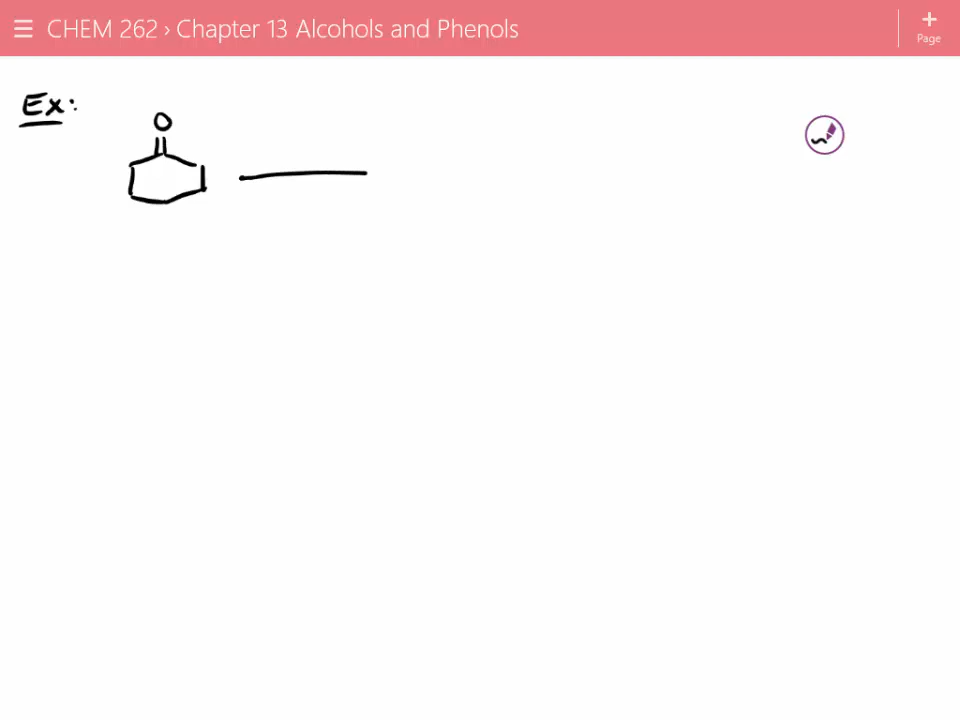 ☰ CHEM 262 › Chapter 13 Alcohols and Phenols
+
Page
Ex:
O